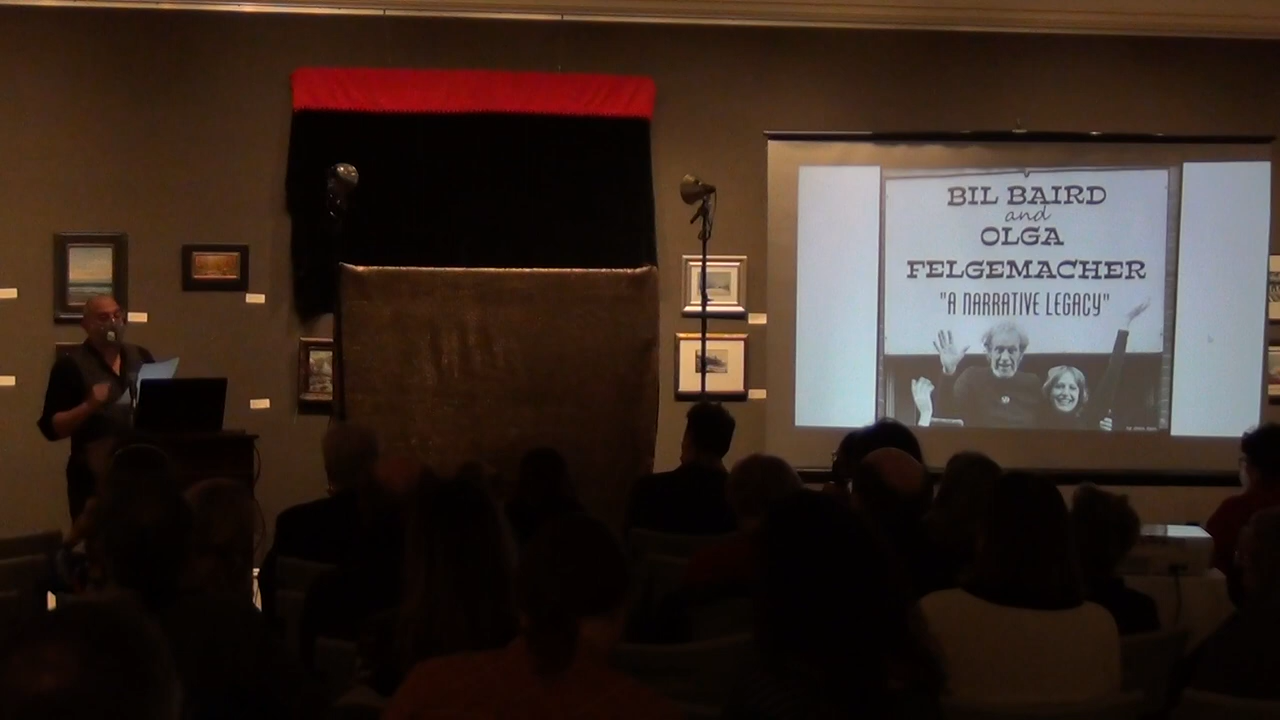 BIL BAIRD
and
OLGA
FELGEMACHER
"A NARRATIVE LEGACY"